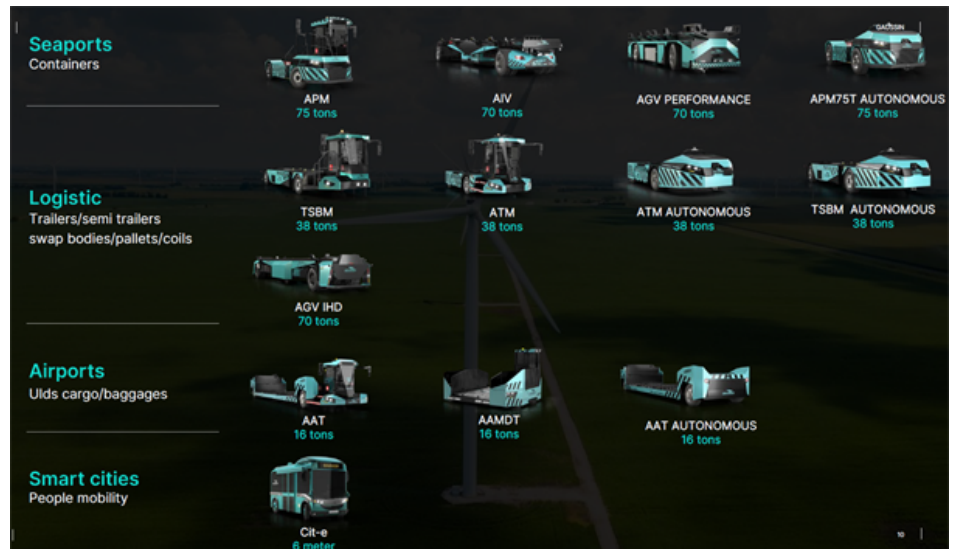 Seaports
Containers
GAUSSIN
APM
75 tons
AIV
70 tons
AGV PERFORMANCE
70 tons
APM75T AUTONOMOUS
75 tons
Logistic
Trailers/semi trailers
swap bodies/pallets/coils
TSBM
38 tons
ATM
38 tons
ATM AUTONOMOUS
38 tons
TSBM AUTONOMOUS
38 tons
AGV IHD
70 tons
Airports
Ulds cargo/baggages
AAT
16 tons
AAMDT
16 tons
AAT AUTONOMOUS
16 tons
Smart cities
People mobility
Cit-e
6 meter
10